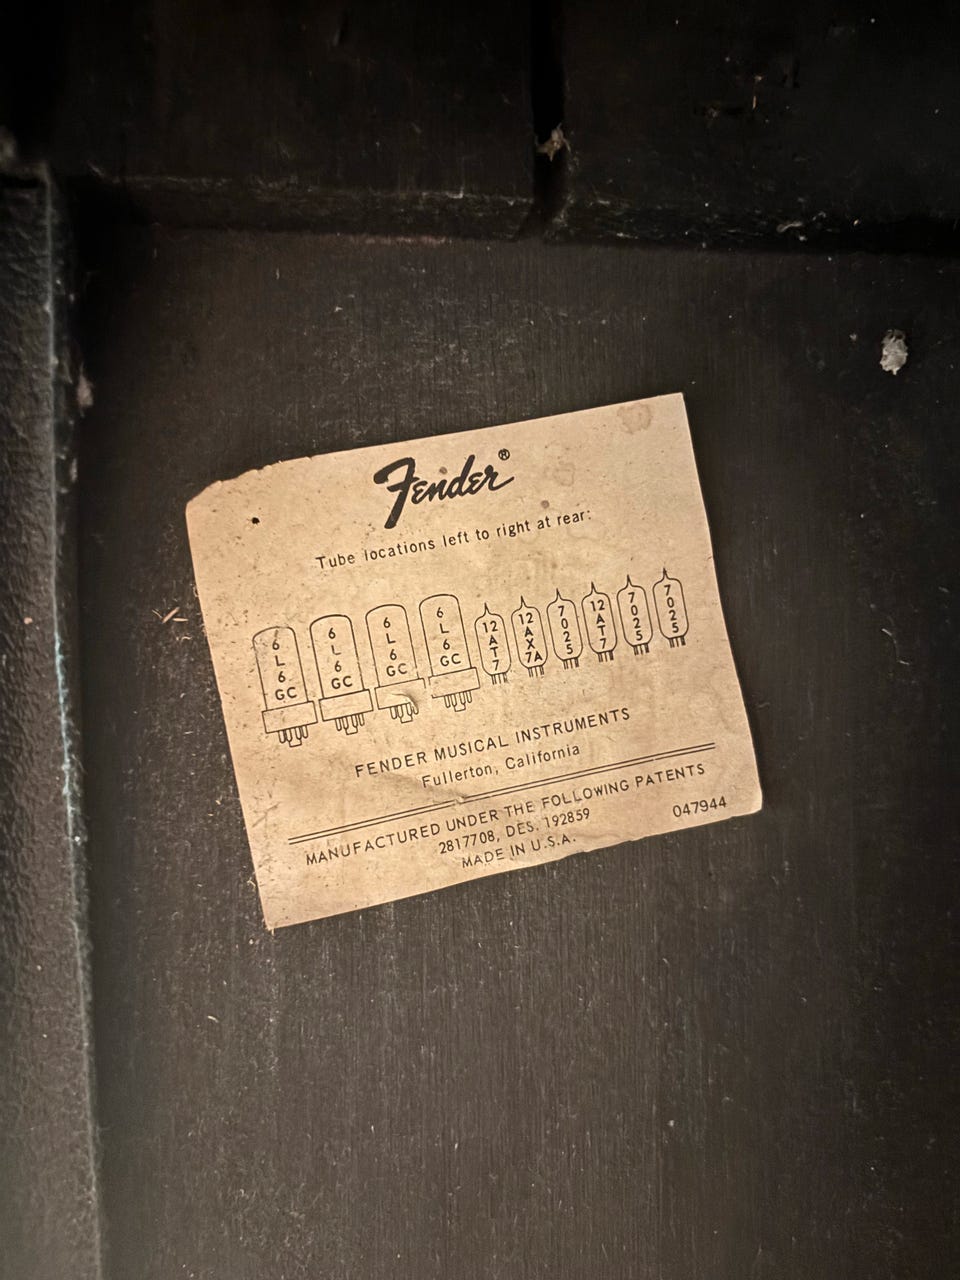 Fender®
Tube locations left to right at rear:
6L6GC 6L6GC 6L6GC 6L6GC 12AT7 12AX7A 7025 12AT7 7025 7025
FENDER MUSICAL INSTRUMENTS
Fullerton, California
MANUFACTURED UNDER THE FOLLOWING PATENTS
2817708, DES. 192859 047944
MADE IN U.S.A.